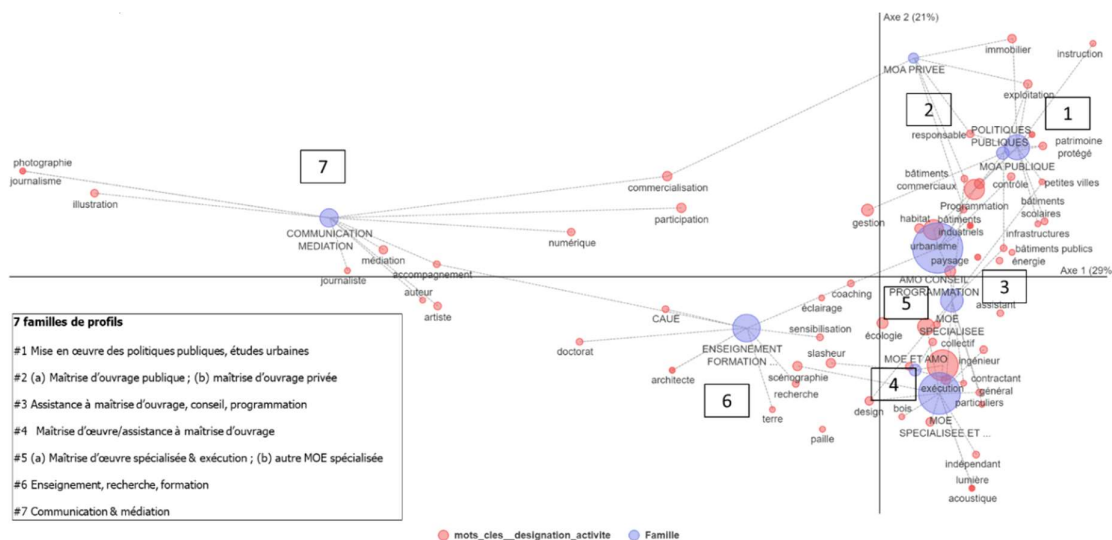 Axe 2 (21%)
immobilier
instruction
MOA PRIVEE
exploitation
2
1
responsable
POLITIQUES
PUBLIQUES
patrimoine
protégé
MOA PUBLIQUE
photographie
journalisme
7
illustration
commercialisation
bâtiments
commerciaux
contrôle
petites villes
Programmation
participation
gestion
bâtiments
scolaires
habitat
bâtiments
industriels
infrastructures
COMMUNICATION
MEDIATION
numérique
urbanisme
bâtiments publics
médiation
paysage
énergie
journaliste
accompagnement
AMO CONSEIL
PROGRAMMATION
Axe 1 (29%
coaching
3
auteur
artiste
éclairage
5
assistant
CAUE
écologie
MOE
SPECIALISEE
sensibilisation
collectif
doctorat
ENSEIGNEMENT
FORMATION ...
slasheur
MOE ET AMO
ingénieur
architecte
scénographie
recherche
4
exécution
contractant
général
particuliers
6
terre
design
bois
MOE
SPECIALISEE ET ...
paille
indépendant
lumière
acoustique
7 familles de profils
#1 Mise en œuvre des politiques publiques, études urbaines
#2 (a) Maîtrise d'ouvrage publique ; (b) maîtrise d'ouvrage privée
#3 Assistance à maîtrise d'ouvrage, conseil, programmation
#4 Maîtrise d'œuvre/assistance à maîtrise d'ouvrage
#5 (a) Maîtrise d'œuvre spécialisée & exécution ; (b) autre MOE spécialisée
#6 Enseignement, recherche, formation
#7 Communication & médiation
mots_cles__designation_activite
Famille